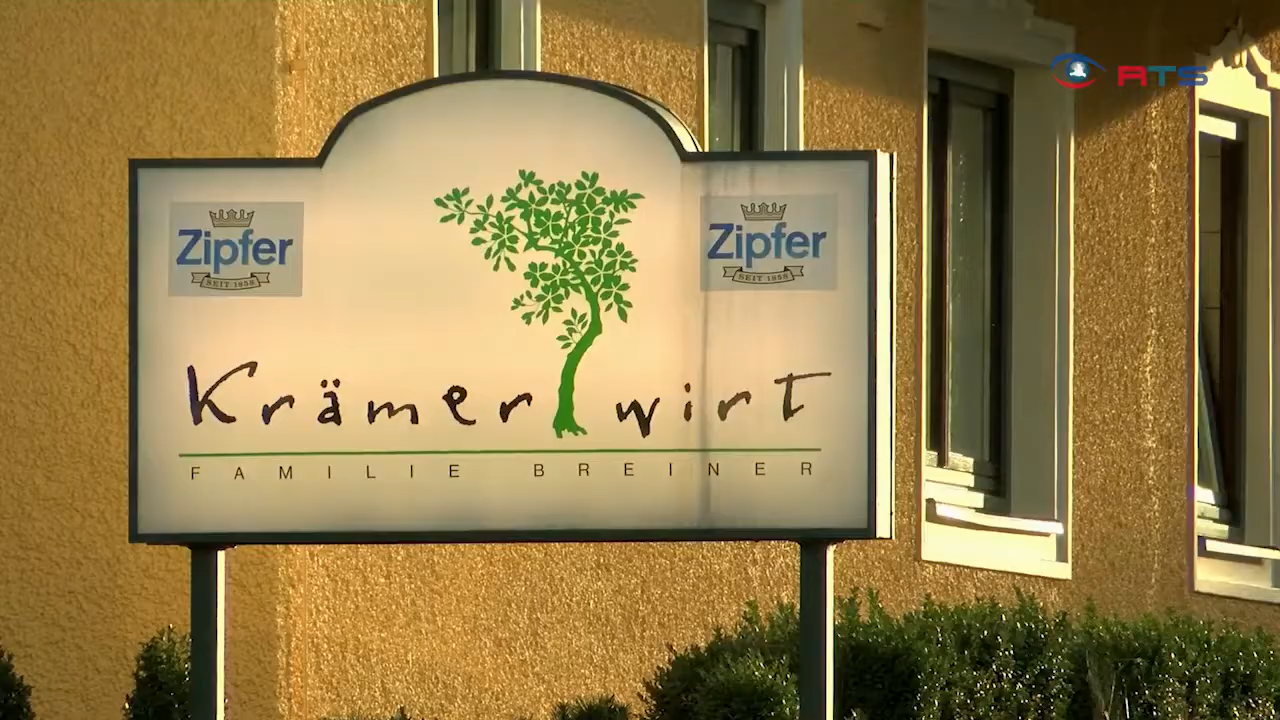 RTS
Zipfer
SEIT 1858
Zipfer
SEIT 1858
Krämerwirt
FAMILIE BREINER